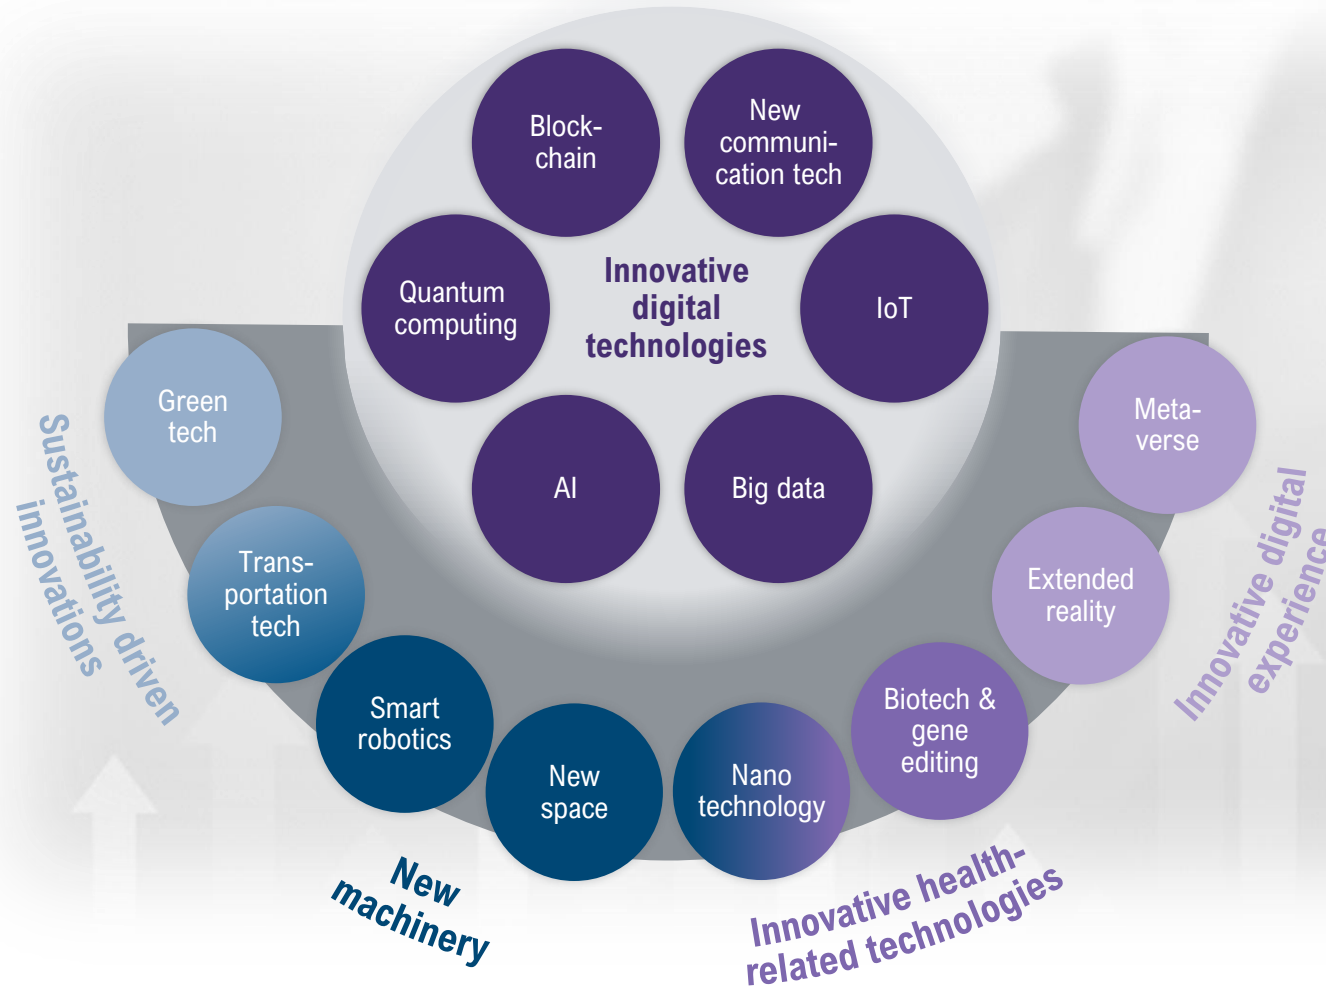 Block-
chain
New
communi-
cation tech
Quantum
computing
Innovative
digital
technologies
IoT
AI
Big data
Green
tech
Trans-
portation
tech
Smart
robotics
New
space
Nano
technology
Biotech &
gene
editing
Extended
reality
Meta-
verse
Sustainability driven
innovations
New
machinery
Innovative health-
related technologies
Innovative digital
experience